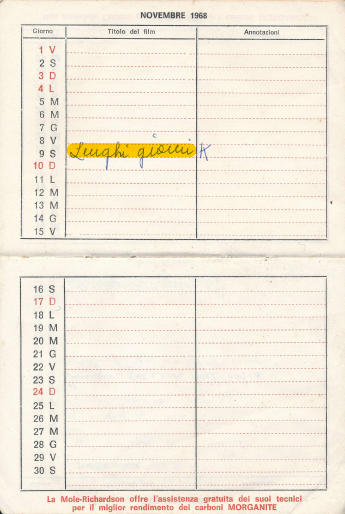 NOVEMBRE 1968
Giorno Titolo del film Annotazioni
1 V
2 S
3 D
4 L
5 M
6 M
7 G
8 V
9 S Lunghi giorni
10 D
11 L
12 M
13 M
14 G
15 V
16 S
17 D
18 L
19 M
20 M
21 G
22 V
23 S
24 D
25 L
26 M
27 M
28 G
29 V
30 S
La Mole-Richardson offre l'assistenza gratuita dei suoi tecnici
per il miglior rendimento dei carboni MORGANITE